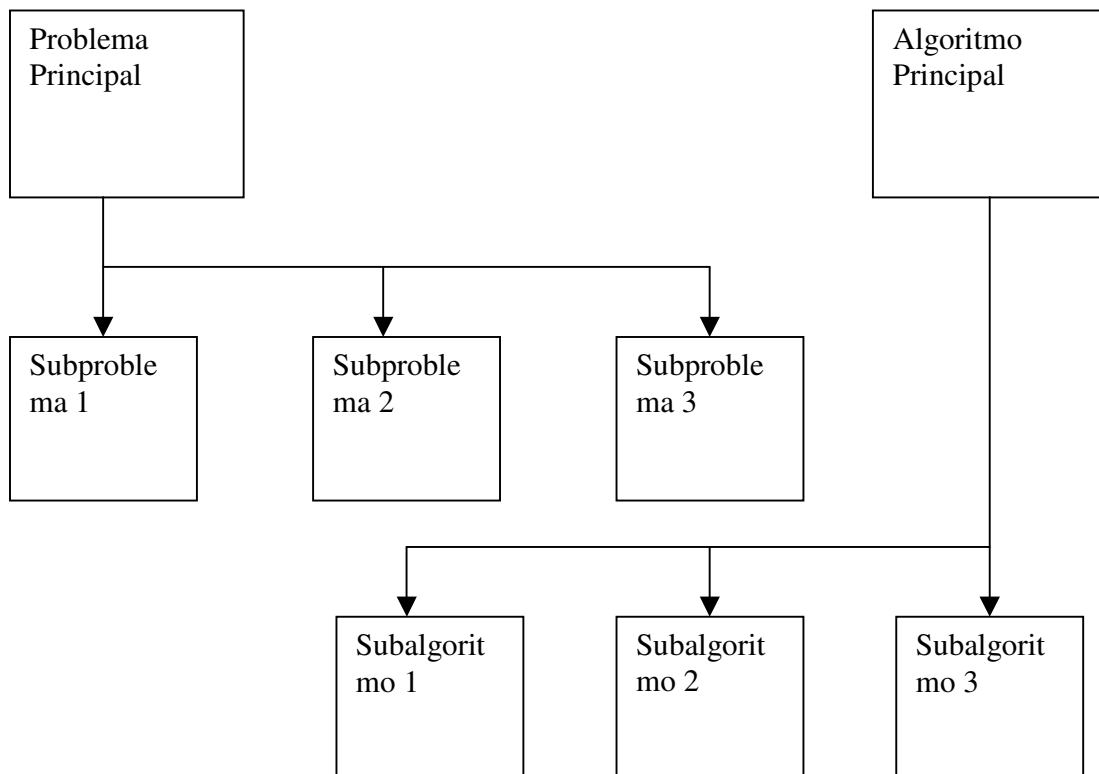 Problema
Principal
Algoritmo
Principal
Subproble
ma 1
Subproble
ma 2
Subproble
ma 3
Subalgorit
mo 1
Subalgorit
mo 2
Subalgorit
mo 3